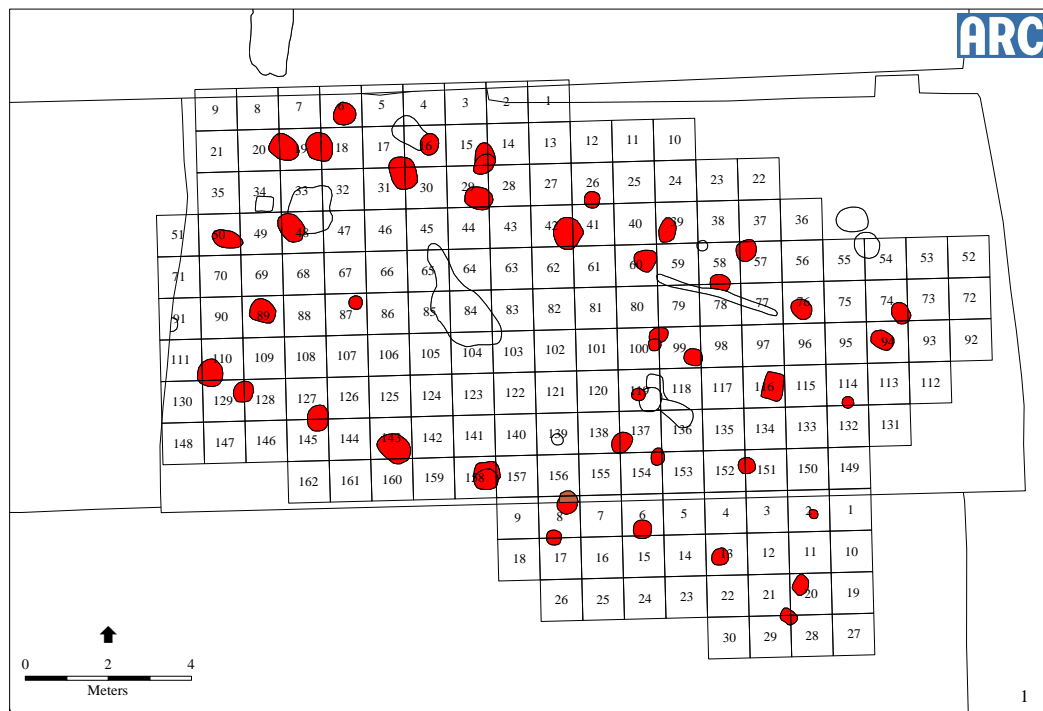 ARC
9 8 7 6 5 4 3 2 1
21 20 19 18 17 16 15 14 13 12 11 10
35 34 33 32 31 30 29 28 27 26 25 24 23 22
51 50 49 48 47 46 45 44 43 42 41 40 39 38 37 36
71 70 69 68 67 66 65 64 63 62 61 60 59 58 57 56 55 54 53 52
91 90 89 88 87 86 85 84 83 82 81 80 79 78 77 76 75 74 73 72
111 110 109 108 107 106 105 104 103 102 101 100 99 98 97 96 95 94 93 92
130 129 128 127 126 125 124 123 122 121 120 119 118 117 116 115 114 113 112
148 147 146 145 144 143 142 141 140 139 138 137 136 135 134 133 132 131
162 161 160 159 158 157 156 155 154 153 152 151 150 149
9 8 7 6 5 4 3 2 1
18 17 16 15 14 13 12 11 10
26 25 24 23 22 21 20 19
30 29 28 27
0 2 4
Meters
1